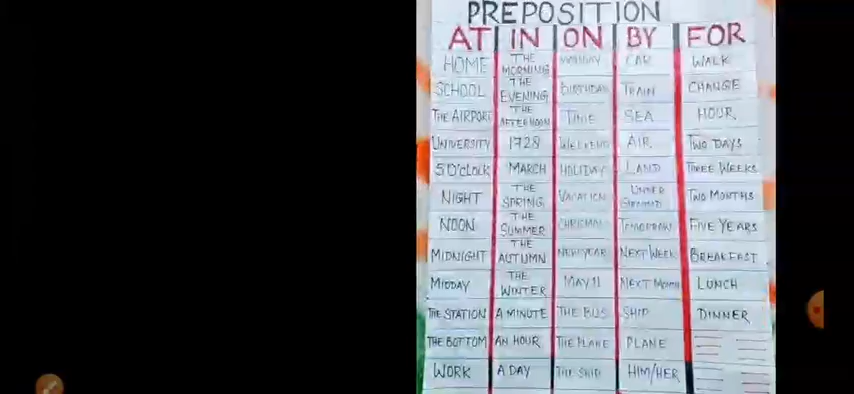 PREPOSITION
AT IN ON BY FOR
HOME THE MORNING MONDAY CAR WALK
SCHOOL THE EVENING BIRTHDAY TRAIN CHANGE
THE AIRPORT THE AFTERNOON TIME SEA HOUR
UNIVERSITY 1728 WEEKEND AIR TWO DAYS
5 O'CLOCK MARCH HOLIDAY LAND THREE WEEKS
NIGHT THE SPRING VACATION UNDER GROUND TWO MONTHS
NOON THE SUMMER TOMORROW FIVE YEARS
MIDNIGHT THE AUTUMN NEW YEAR NEXT WEEK BREAKFAST
MIDDAY THE WINTER MAY 11 NEXT MONTH LUNCH
THE STATION A MINUTE THE BUS SHIP DINNER
THE BOTTOM AN HOUR THE PLANE PLANE
WORK A DAY THE SHIP HIM/HER